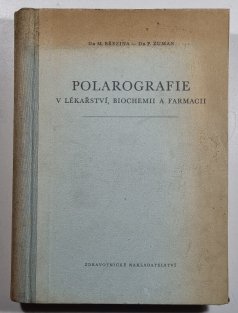 Dr M. BŘEZINA — Dr P. ZUMAN
POLAROGRAFIE
V LÉKAŘSTVÍ, BIOCHEMII A FARMACII
ZDRAVOTNICKÉ NAKLADATELSTVÍ